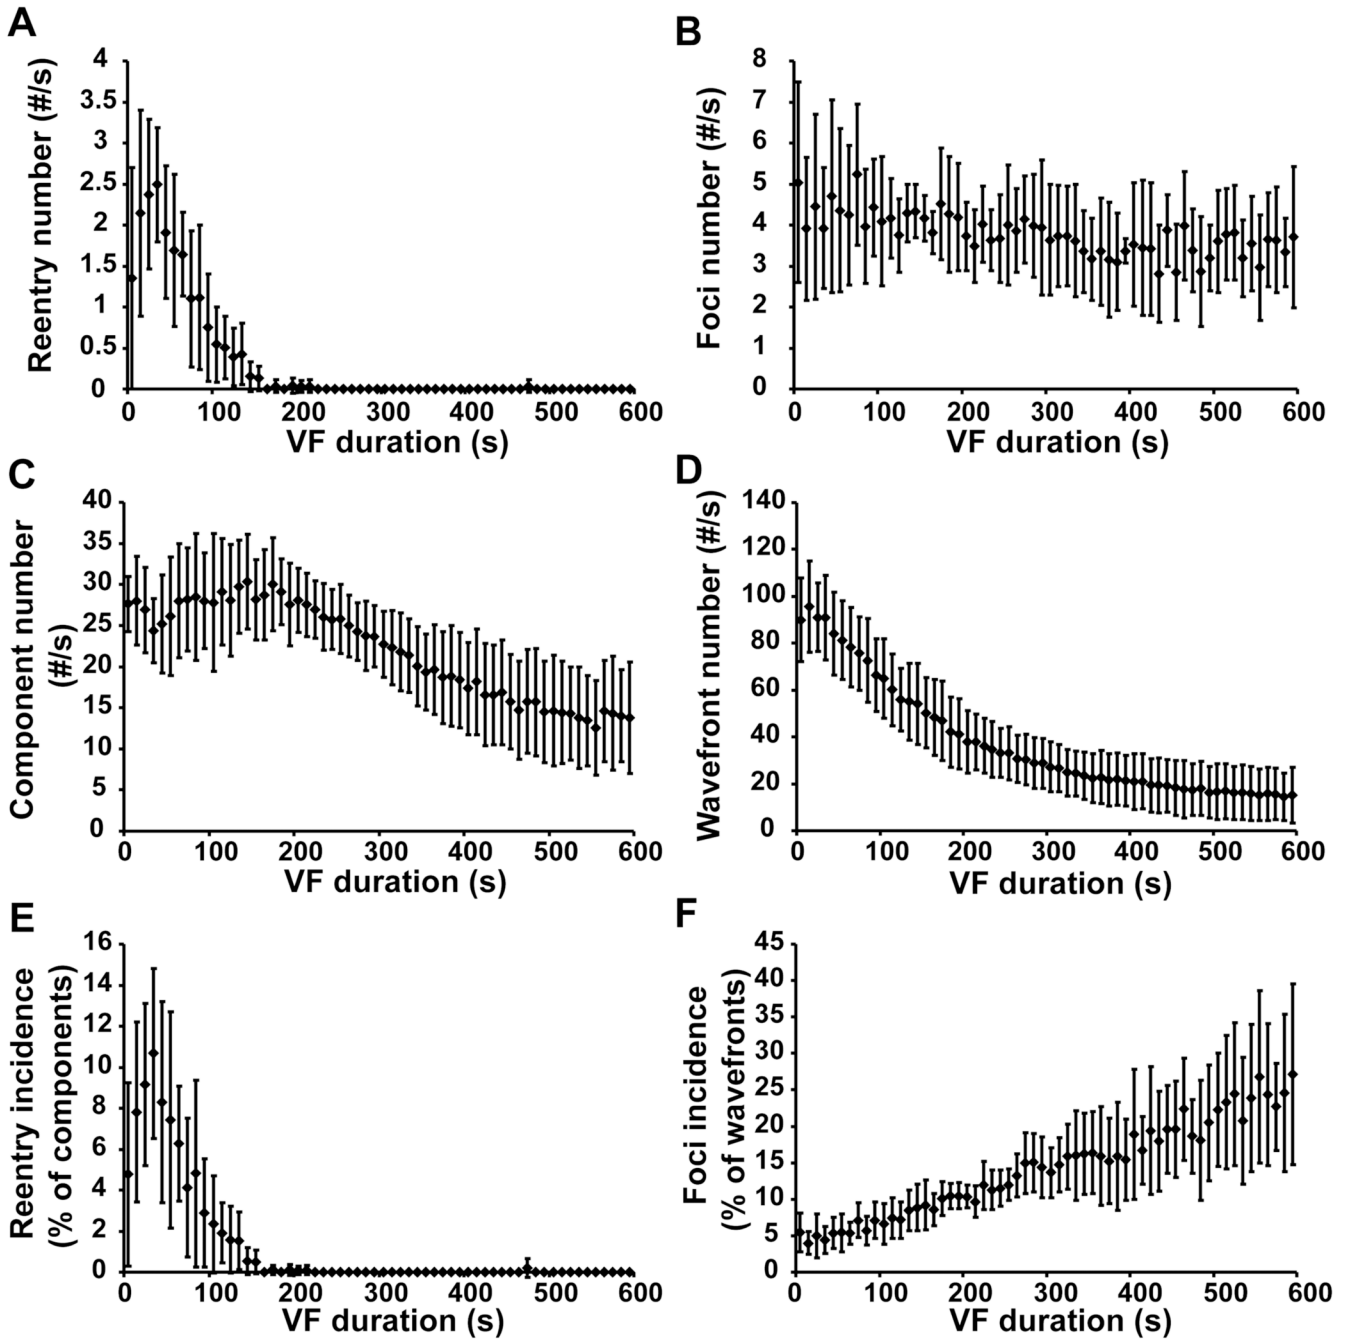 A
Reentry number (#/s)
4
3.5
3
2.5
2
1.5
1
0.5
0
0 100 200 300 400 500 600
VF duration (s)
B
Foci number (#/s)
8
7
6
5
4
3
2
1
0
0 100 200 300 400 500 600
VF duration (s)
C
Component number
(#/s)
40
35
30
25
20
15
10
5
0
0 100 200 300 400 500 600
VF duration (s)
D
Wavefront number (#/s)
140
120
100
80
60
40
20
0
0 100 200 300 400 500 600
VF duration (s)
E
Reentry incidence
(% of components)
16
14
12
10
8
6
4
2
0
0 100 200 300 400 500 600
VF duration (s)
F
Foci incidence
(% of wavefronts)
45
40
35
30
25
20
15
10
5
0
0 100 200 300 400 500 600
VF duration (s)